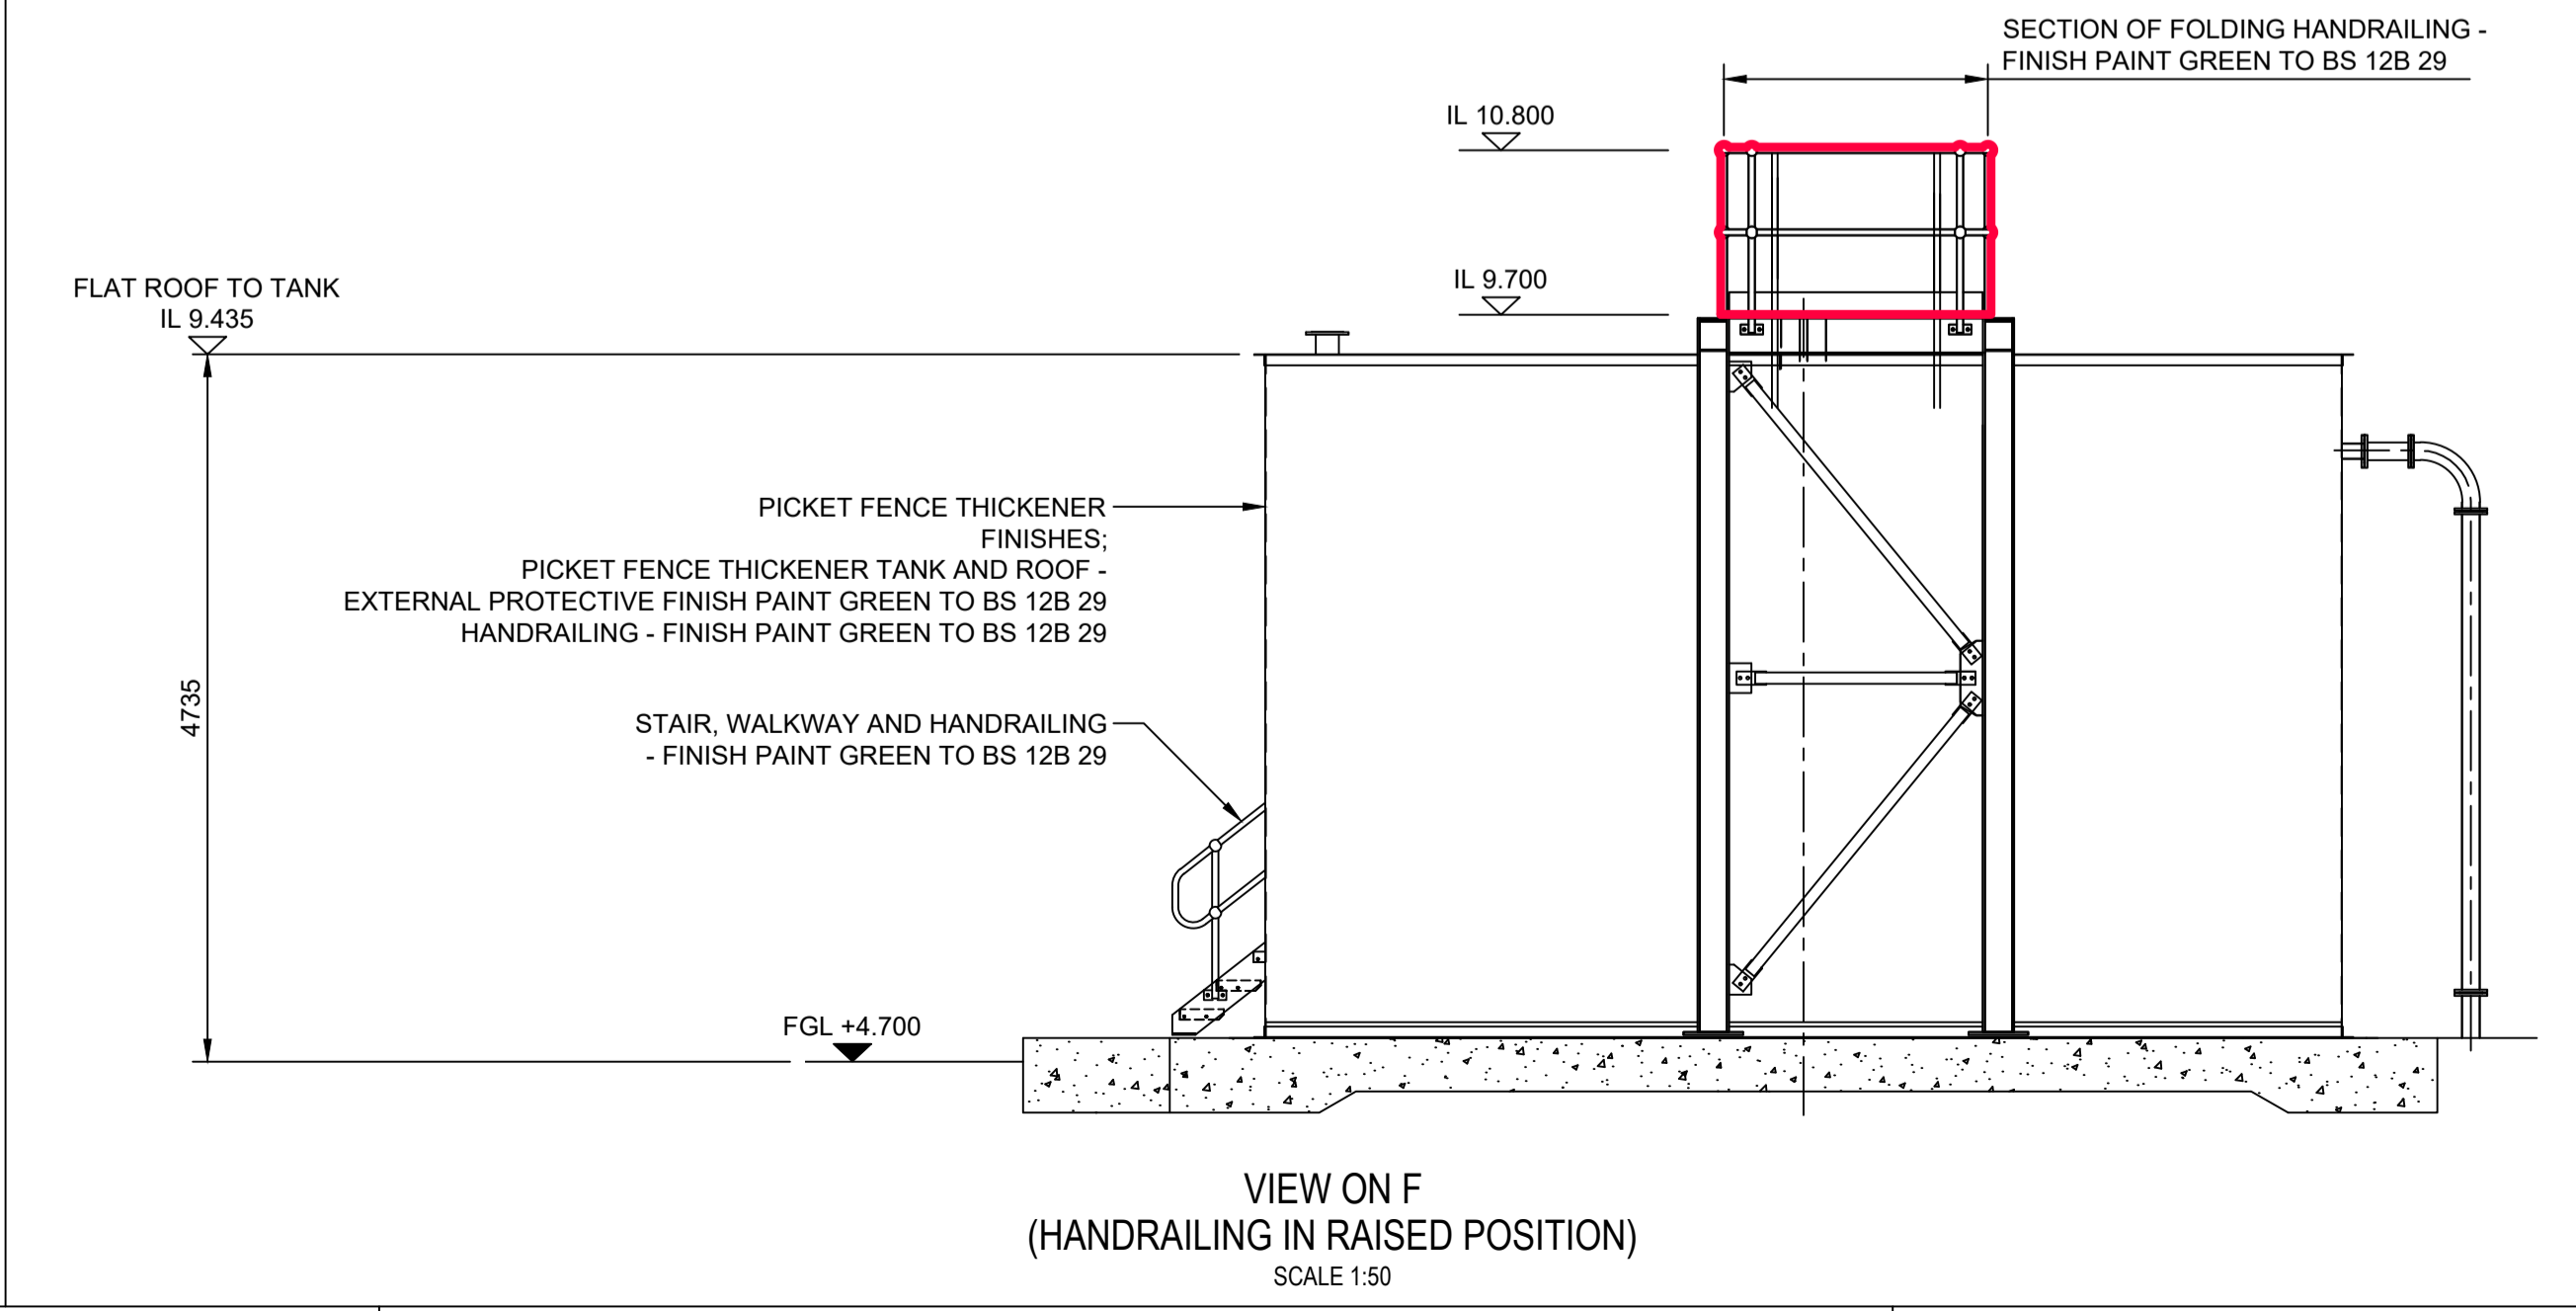 SECTION OF FOLDING HANDRAILING -
FINISH PAINT GREEN TO BS 12B 29
IL 10.800
IL 9.700
FLAT ROOF TO TANK
IL 9.435
PICKET FENCE THICKENER
FINISHES;
PICKET FENCE THICKENER TANK AND ROOF -
EXTERNAL PROTECTIVE FINISH PAINT GREEN TO BS 12B 29
HANDRAILING - FINISH PAINT GREEN TO BS 12B 29
4735
STAIR, WALKWAY AND HANDRAILING
- FINISH PAINT GREEN TO BS 12B 29
FGL +4.700
VIEW ON F
(HANDRAILING IN RAISED POSITION)
SCALE 1:50